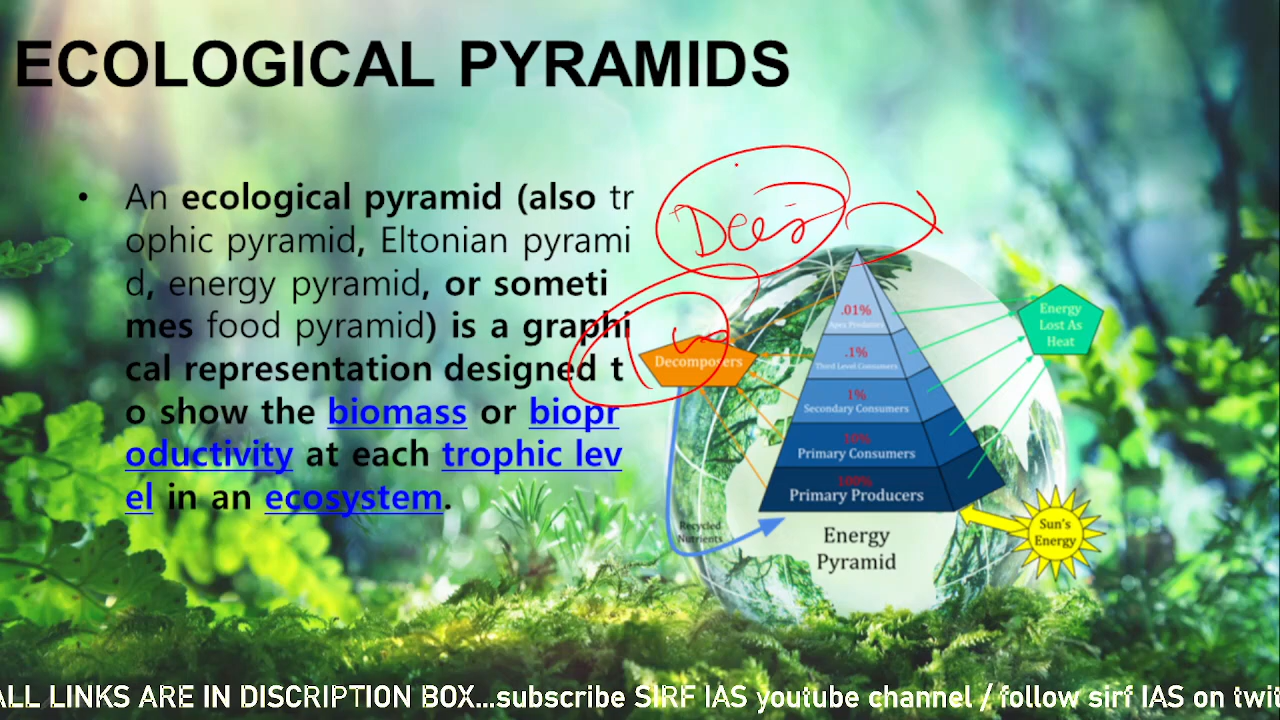 ECOLOGICAL PYRAMIDS
• An ecological pyramid (also tr
ophic pyramid, Eltonian pyrami
d, energy pyramid, or someti
mes food pyramid) is a graphi
cal representation designed t
o show the biomass or biopr
oductivity at each trophic lev
el in an ecosystem.
.01%
Apex Predators
.1%
Third Level Consumers
1%
Secondary Consumers
10%
Primary Consumers
100%
Primary Producers
Decomposers
Energy
Lost As
Heat
Recycled
Nutrients
Sun's
Energy
Energy
Pyramid
ALL LINKS ARE IN DISCRIPTION BOX...subscribe SIRF IAS youtube channel / follow sirf IAS on twit